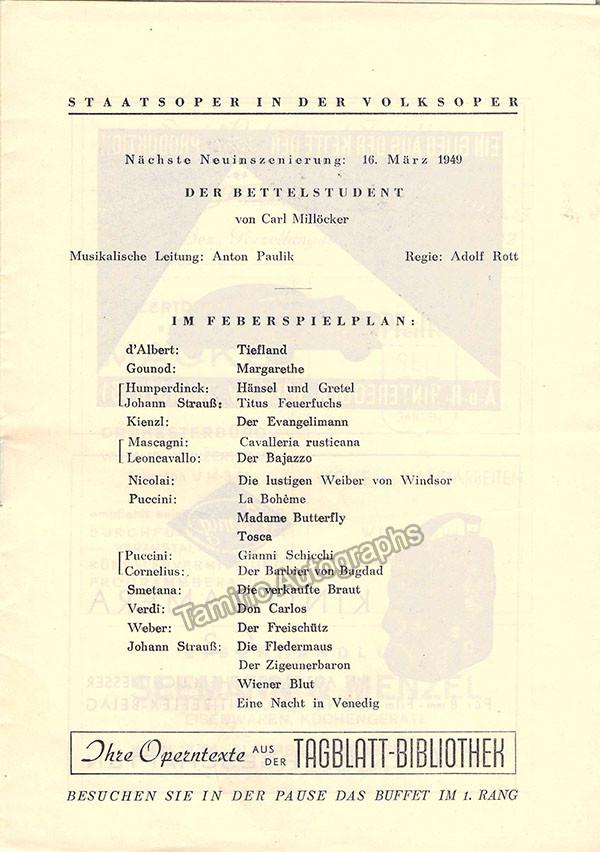 STAATSOPER IN DER VOLKSOPER
Nächste Neuinszenierung: 16. März 1949
DER BETTELSTUDENT
von Carl Millöcker
Musikalische Leitung: Anton Paulik Regie: Adolf Rott
IM FEBERSPIELPLAN:
d'Albert: Tiefland
Gounod: Margarethe
Humperdinck: Hänsel und Gretel
Johann Strauß: Titus Feuerfuchs
Kienzl: Der Evangelimann
Mascagni: Cavalleria rusticana
Leoncavallo: Der Bajazzo
Nicolai: Die lustigen Weiber von Windsor
Puccini: La Bohème
Madame Butterfly
Tosca
Puccini: Gianni Schicchi
Cornelius: Der Barbier von Bagdad
Smetana: Die verkaufte Braut
Verdi: Don Carlos
Weber: Der Freischütz
Johann Strauß: Die Fledermaus
Der Zigeunerbaron
Wiener Blut
Eine Nacht in Venedig
Ihre Operntexte AUS DER TAGBLATT-BIBLIOTHEK
BESUCHEN SIE IN DER PAUSE DAS BUFFET IM 1. RANG
Tamino Autographs